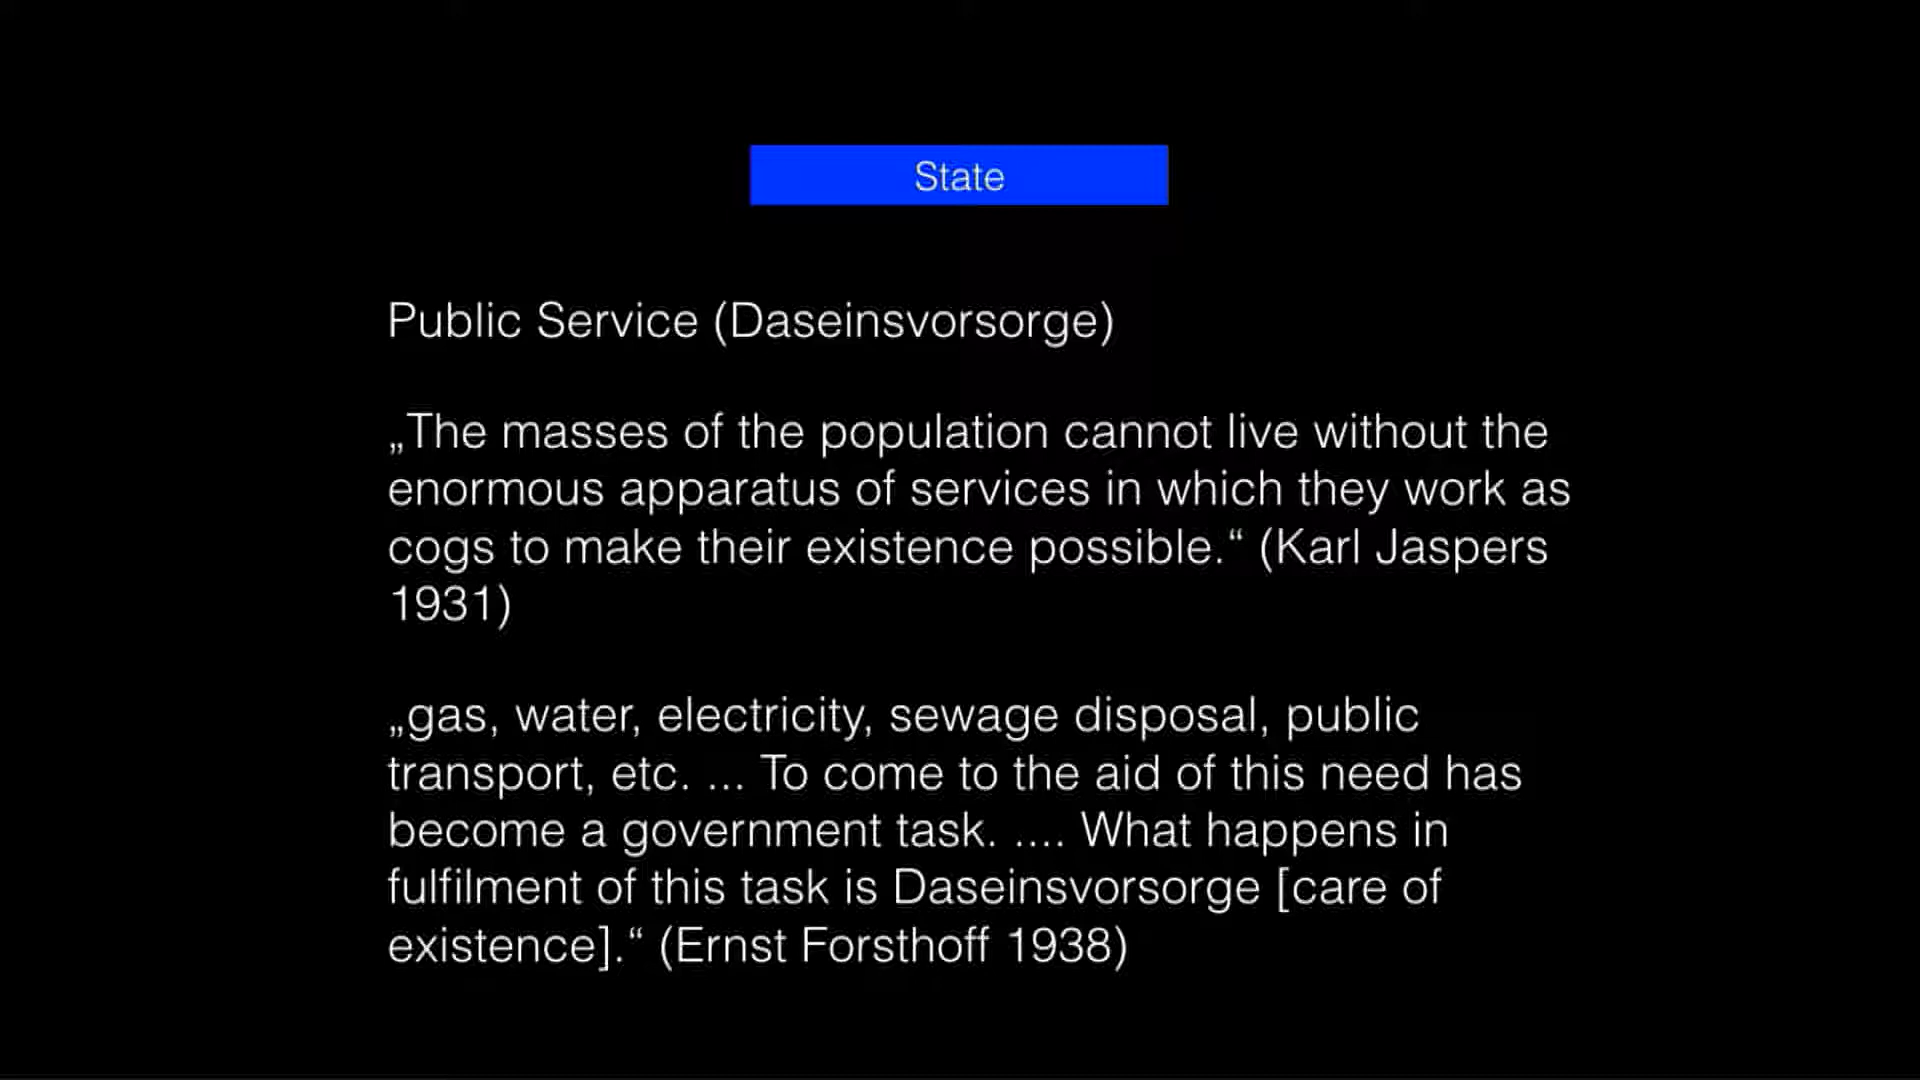 State
Public Service (Daseinsvorsorge)
„The masses of the population cannot live without the
enormous apparatus of services in which they work as
cogs to make their existence possible.“ (Karl Jaspers
1931)
„gas, water, electricity, sewage disposal, public
transport, etc. ... To come to the aid of this need has
become a government task. .... What happens in
fulfilment of this task is Daseinsvorsorge [care of
existence].“ (Ernst Forsthoff 1938)